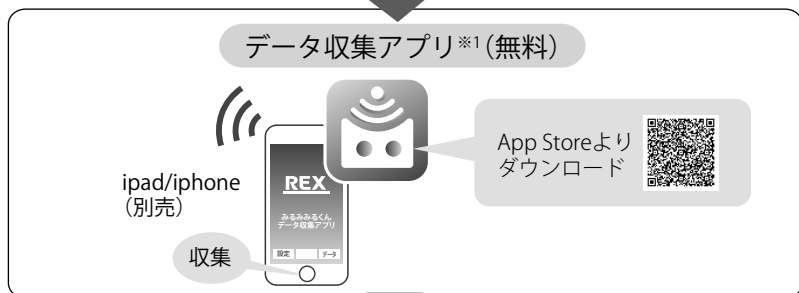 データ収集アプリ※1(無料)
App Storeより
ダウンロード
ipad/iphone
(別売)
REX
みるみみるくん
データ収集アプリ
設定 データ
収集